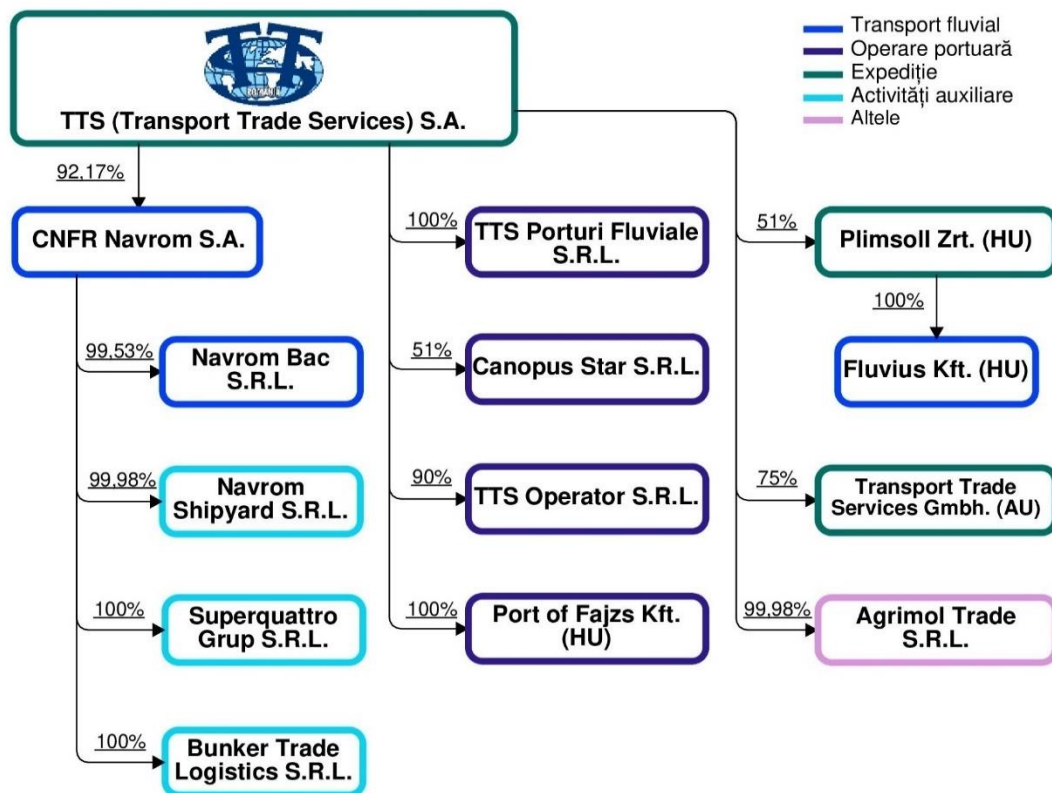 ROMANIA
TTS (Transport Trade Services) S.A.
Transport fluvial
Operare portuară
Expediție
Activități auxiliare
Altele
92,17%
CNFR Navrom S.A.
99,53%
Navrom Bac
S.R.L.
99,98%
Navrom
Shipyard S.R.L.
100%
Superquattro
Grup S.R.L.
100%
Bunker Trade
Logistics S.R.L.
100%
TTS Porturi Fluviale
S.R.L.
51%
Canopus Star S.R.L.
90%
TTS Operator S.R.L.
100%
Port of Fajzs Kft.
(HU)
51%
Plimsoll Zrt. (HU)
100%
Fluvius Kft. (HU)
75%
Transport Trade
Services Gmbh. (AU)
99,98%
Agrimol Trade
S.R.L.